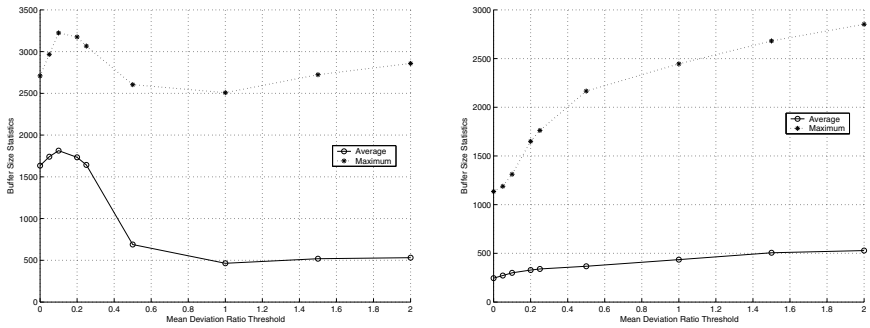 3500
3000
2500
2000
1500
1000
500
0
Buffer Size Statistics
Average
Maximum
0 0.2 0.4 0.6 0.8 1 1.2 1.4 1.6 1.8 2
Mean Deviation Ratio Threshold
3000
2500
2000
1500
1000
500
0
Buffer Size Statistics
Average
Maximum
0 0.2 0.4 0.6 0.8 1 1.2 1.4 1.6 1.8 2
Mean Deviation Ratio Threshold